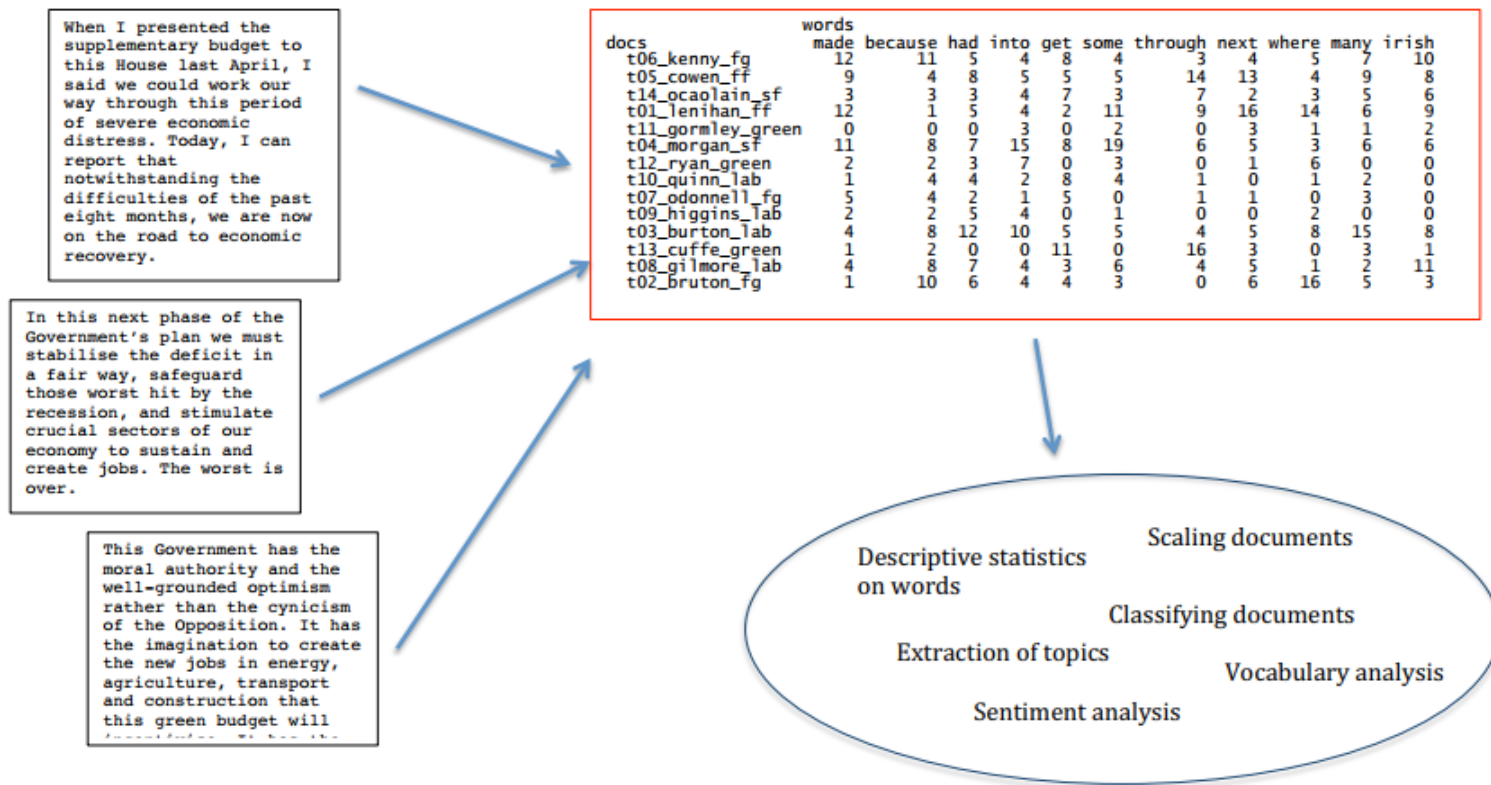 When I presented the
supplementary budget to
this House last April, I
said we could work our
way through this period
of severe economic
distress. Today, I can
report that
notwithstanding the
difficulties of the past
eight months, we are now
on the road to economic
recovery.
In this next phase of the
Government's plan we must
stabilise the deficit in
a fair way, safeguard
those worst hit by the
recession, and stimulate
crucial sectors of our
economy to sustain and
create jobs. The worst is
over.
This Government has the
moral authority and the
well-grounded optimism
rather than the cynicism
of the Opposition. It has
the imagination to create
the new jobs in energy,
agriculture, transport
and construction that
this green budget will
words
docs made because had into get some through next where many irish
t06_kenny_fg 12 11 5 4 8 4 3 4 5 7 10
t05_cowen_ff 9 4 8 5 5 5 14 13 4 9 8
t14_ocaolain_sf 3 3 3 4 7 3 7 2 3 5 6
t01_lenihan_ff 12 1 5 4 2 11 9 16 14 6 9
t11_gormley_green 0 0 0 3 0 2 0 3 1 1 2
t04_morgan_sf 11 8 7 15 8 19 6 5 3 6 6
t12_ryan_green 2 2 3 7 0 3 0 1 6 0 0
t10_quinn_lab 1 4 4 2 8 4 1 0 1 2 0
t07_odonnell_fg 5 4 2 1 5 0 1 1 0 3 0
t09_higgins_lab 2 2 5 4 0 1 0 0 2 0 0
t03_burton_lab 4 8 12 10 5 5 4 5 8 15 8
t13_cuffe_green 1 2 0 0 11 0 16 3 0 3 1
t08_gilmore_lab 4 8 7 4 3 6 4 5 1 2 11
t02_bruton_fg 1 10 6 4 4 3 0 6 16 5 3
Scaling documents
Descriptive statistics
on words
Classifying documents
Extraction of topics
Vocabulary analysis
Sentiment analysis